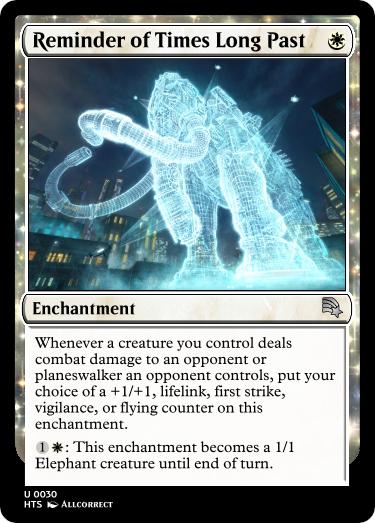 Reminder of Times Long Past
Enchantment
Whenever a creature you control deals
combat damage to an opponent or
planeswalker an opponent controls, put your
choice of a +1/+1, lifelink, first strike,
vigilance, or flying counter on this
enchantment.
1: This enchantment becomes a 1/1
Elephant creature until end of turn.
U 0030
HTS Allcorrect